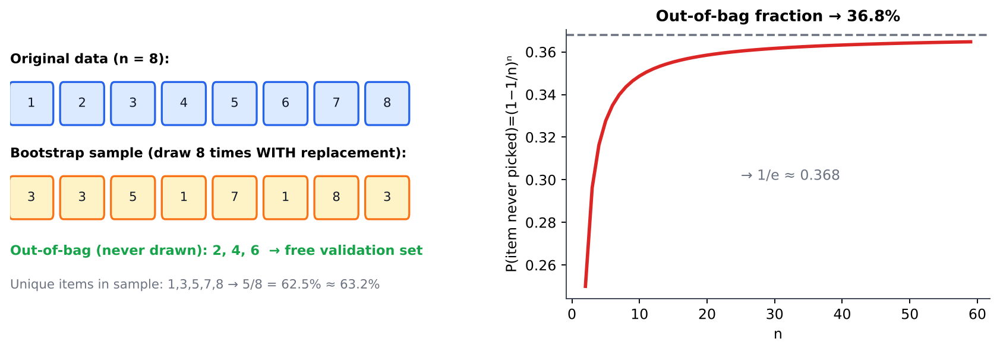 Original data (n = 8):
1 2 3 4 5 6 7 8
Bootstrap sample (draw 8 times WITH replacement):
3 3 5 1 7 1 8 3
Out-of-bag (never drawn): 2, 4, 6 → free validation set
Unique items in sample: 1,3,5,7,8 → 5/8 = 62.5% ≈ 63.2%
Out-of-bag fraction → 36.8%
P(item never picked)=(1−1/n)ⁿ
0.36
0.34
0.32
0.30
0.28
0.26
→ 1/e ≈ 0.368
0 10 20 30 40 50 60
n